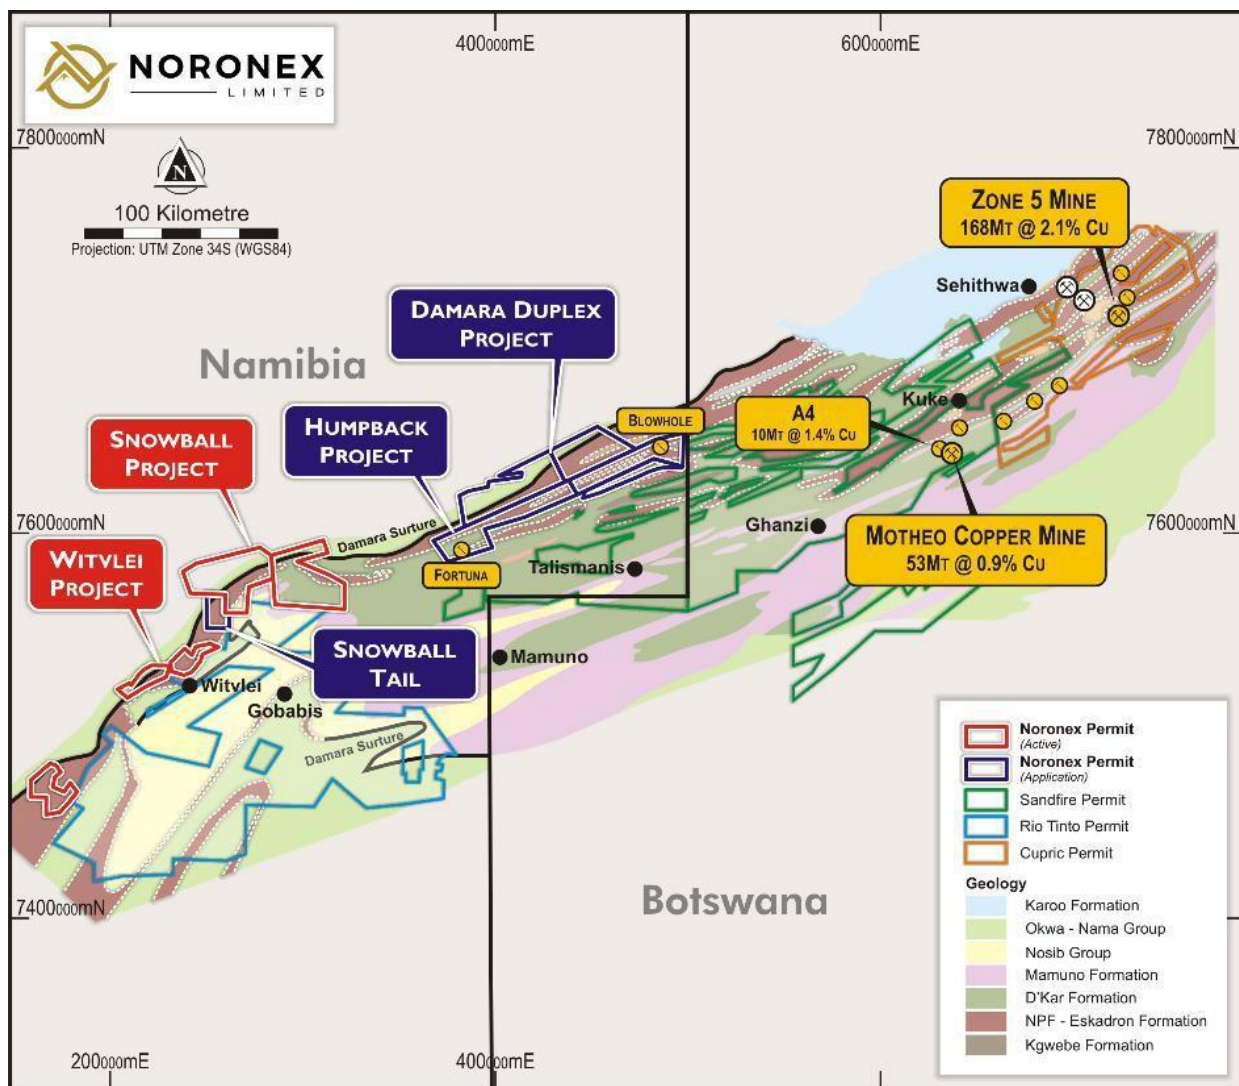 NORONEX
LIMITED
400000mE
600000mE
7800000mN
7800000mN
N
100 Kilometre
Projection: UTM Zone 34S (WGS84)
ZONE 5 MINE
168MT @ 2.1% CU
Sehithwa
DAMARA DUPLEX
PROJECT
Namibia
SNOWBALL
PROJECT
HUMPBACK
PROJECT
BLOWHOLE
A4
10MT @ 1.4% CU
Kuke
7600000mN
Damara Surture
Ghanzi
7600000mN
MOTHEO COPPER MINE
53MT @ 0.9% CU
WITVLEI
PROJECT
FORTUNA
Talismanis
SNOWBALL
TAIL
Mamuno
Witvlei
Gobabis
Damara Surture
Botswana
7400000mN
200000mE
400000mE
Noronex Permit
(Active)
Noronex Permit
(Application)
Sandfire Permit
Rio Tinto Permit
Cupric Permit
Geology
Karoo Formation
Okwa - Nama Group
Nosib Group
Mamuno Formation
D'Kar Formation
NPF - Eskadron Formation
Kgwebe Formation